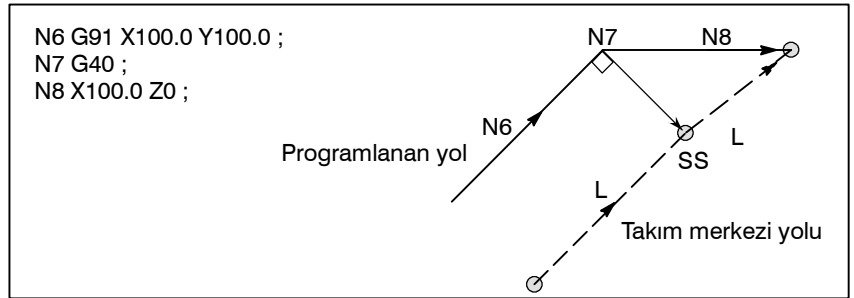 N6 G91 X100.0 Y100.0 ;
N7 G40 ;
N8 X100.0 Z0 ;
N7
N8
N6
Programlanan yol
SS
L
L
Takım merkezi yolu